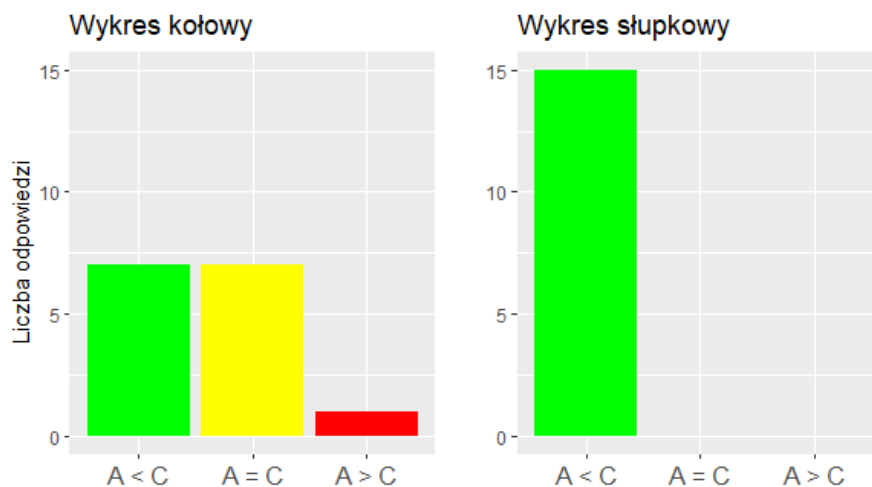 Wykres kołowy
Liczba odpowiedzi
15
10
5
0
A < C
A = C
A > C
Wykres słupkowy
15
10
5
0
A < C
A = C
A > C